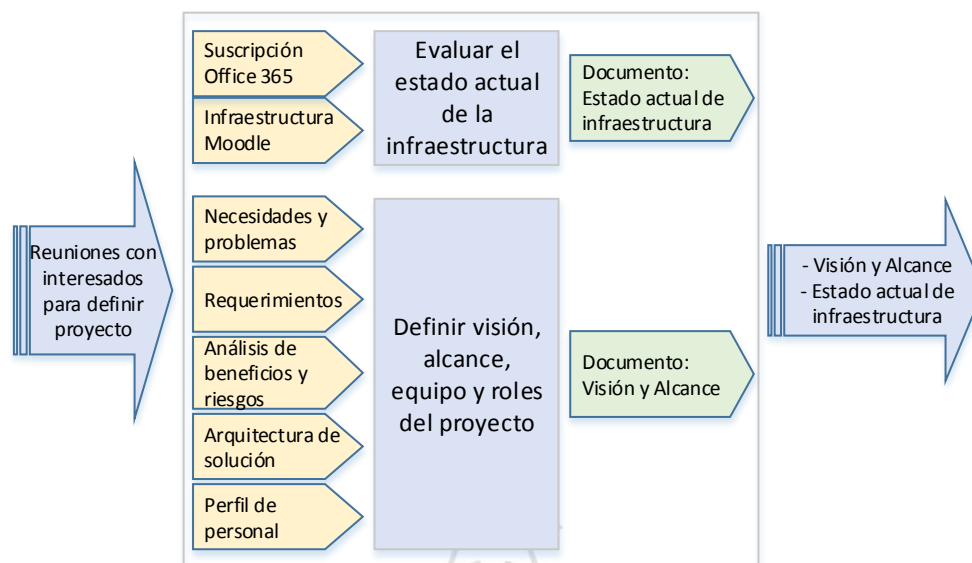 Reuniones con
interesados
para definir
proyecto
Suscripción
Office 365
Infraestructura
Moodle
Evaluar el
estado actual
de la
infraestructura
Documento:
Estado actual de
infraestructura
Necesidades y
problemas
Requerimientos
Análisis de
beneficios y
riesgos
Arquitectura de
solución
Perfil de
personal
Definir visión,
alcance,
equipo y roles
del proyecto
Documento:
Visión y Alcance
- Visión y Alcance
- Estado actual de
infraestructura